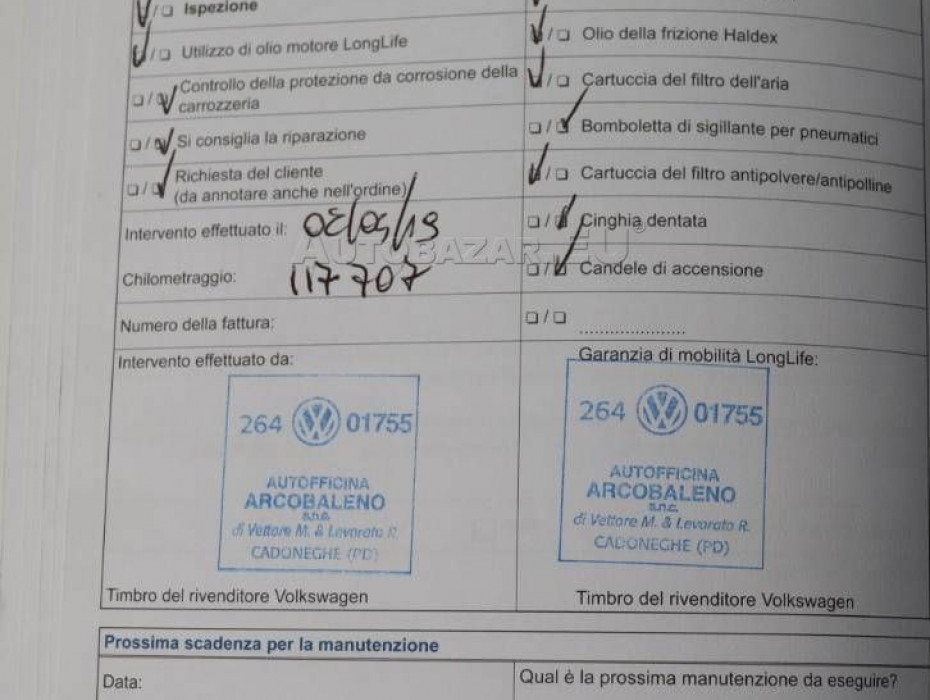 Ispezione
Utilizzo di olio motore LongLife
Controllo della protezione da corrosione della
carrozzeria
Si consiglia la riparazione
Richiesta del cliente
(da annotare anche nell'ordine)
Intervento effettuato il:
Chilometraggio: 117 707
Numero della fattura:
Intervento effettuato da:
264 01755
AUTOFFICINA
ARCOBALENO
s.n.c.
di Vettore M. & Levorato R.
CADONEGHE (PD)
Timbro del rivenditore Volkswagen
Olio della frizione Haldex
Cartuccia del filtro dell'aria
Bomboletta di sigillante per pneumatici
Cartuccia del filtro antipolvere/antipolline
Cinghia dentata
Candele di accensione
Garanzia di mobilità LongLife:
264 01755
AUTOFFICINA
ARCOBALENO
s.n.c.
di Vettore M. & Levorato R.
CADONEGHE (PD)
Timbro del rivenditore Volkswagen
AUTOBAZAR.EU
Prossima scadenza per la manutenzione
Data:
Qual è la prossima manutenzione da eseguire?